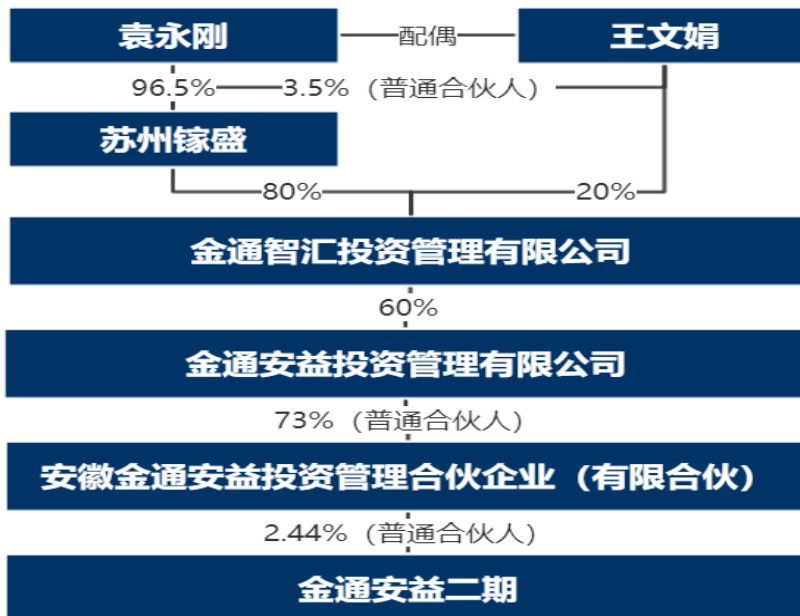 袁永刚 配偶 王文娟
96.5% 3.5%（普通合伙人）
苏州镓盛
80% 20%
金通智汇投资管理有限公司
60%
金通安益投资管理有限公司
73%（普通合伙人）
安徽金通安益投资管理合伙企业（有限合伙）
2.44%（普通合伙人）
金通安益二期